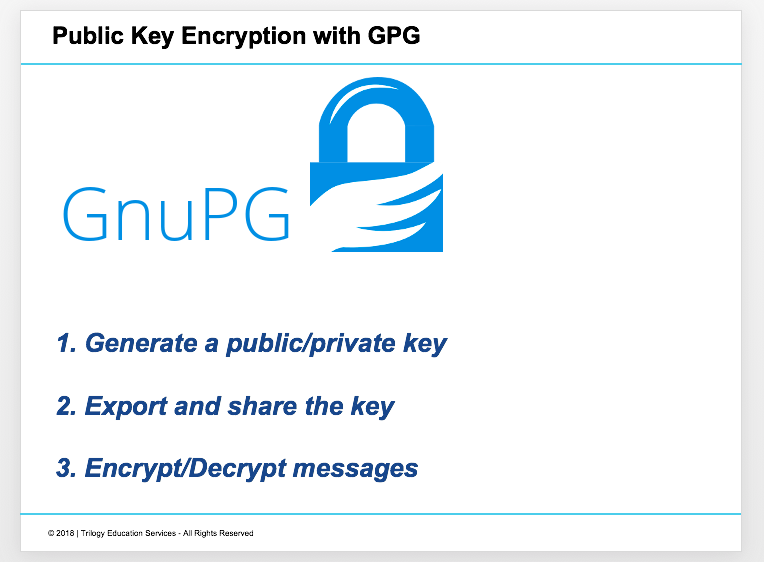 Public Key Encryption with GPG
GnuPG
1. Generate a public/private key
2. Export and share the key
3. Encrypt/Decrypt messages
© 2018 | Trilogy Education Services - All Rights Reserved